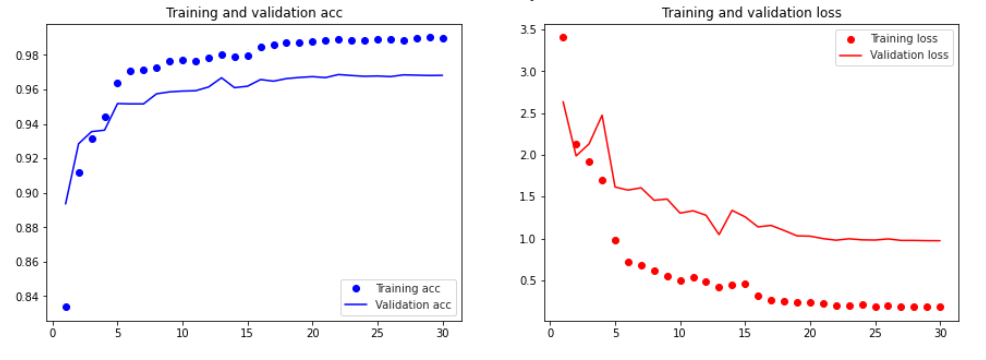 Training and validation acc
0.98
0.96
0.94
0.92
0.90
0.88
0.86
0.84
Training acc
Validation acc
0 5 10 15 20 25 30
Training and validation loss
3.5
3.0
2.5
2.0
1.5
1.0
0.5
Training loss
Validation loss
0 5 10 15 20 25 30